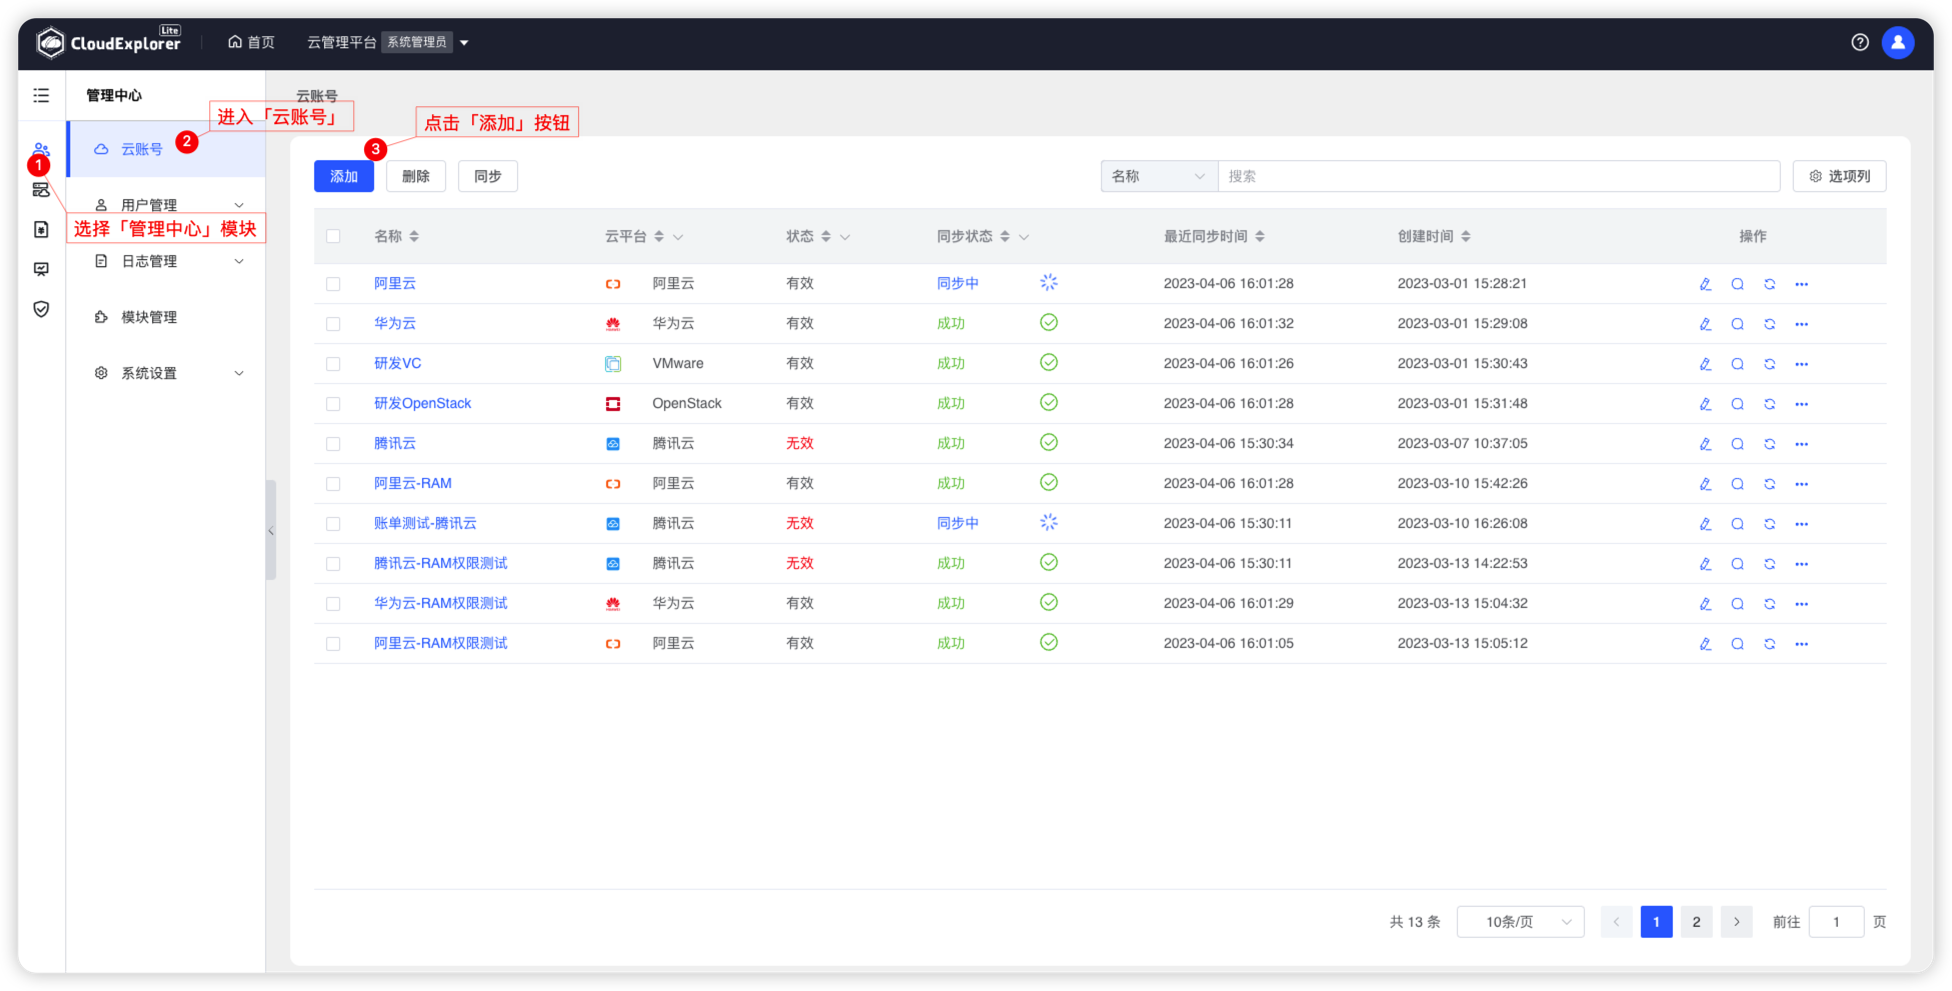 CloudExplorer Lite 首页 云管理平台 系统管理员
管理中心
云账号
进入「云账号」
点击「添加」按钮
2
云账号
3
1
添加 删除 同步 名称 搜索 选项列
用户管理
选择「管理中心」模块
日志管理
模块管理
系统设置
名称 云平台 状态 同步状态 最近同步时间 创建时间 操作
阿里云 阿里云 有效 同步中 2023-04-06 16:01:28 2023-03-01 15:28:21
华为云 华为云 有效 成功 2023-04-06 16:01:32 2023-03-01 15:29:08
研发VC VMware 有效 成功 2023-04-06 16:01:26 2023-03-01 15:30:43
研发OpenStack OpenStack 有效 成功 2023-04-06 16:01:28 2023-03-01 15:31:48
腾讯云 腾讯云 无效 成功 2023-04-06 15:30:34 2023-03-07 10:37:05
阿里云-RAM 阿里云 有效 成功 2023-04-06 16:01:28 2023-03-10 15:42:26
账单测试-腾讯云 腾讯云 无效 同步中 2023-04-06 15:30:11 2023-03-10 16:26:08
腾讯云-RAM权限测试 腾讯云 无效 成功 2023-04-06 15:30:11 2023-03-13 14:22:53
华为云-RAM权限测试 华为云 有效 成功 2023-04-06 16:01:29 2023-03-13 15:04:32
阿里云-RAM权限测试 阿里云 有效 成功 2023-04-06 16:01:05 2023-03-13 15:05:12
共 13 条 10条/页 1 2 前往 1 页